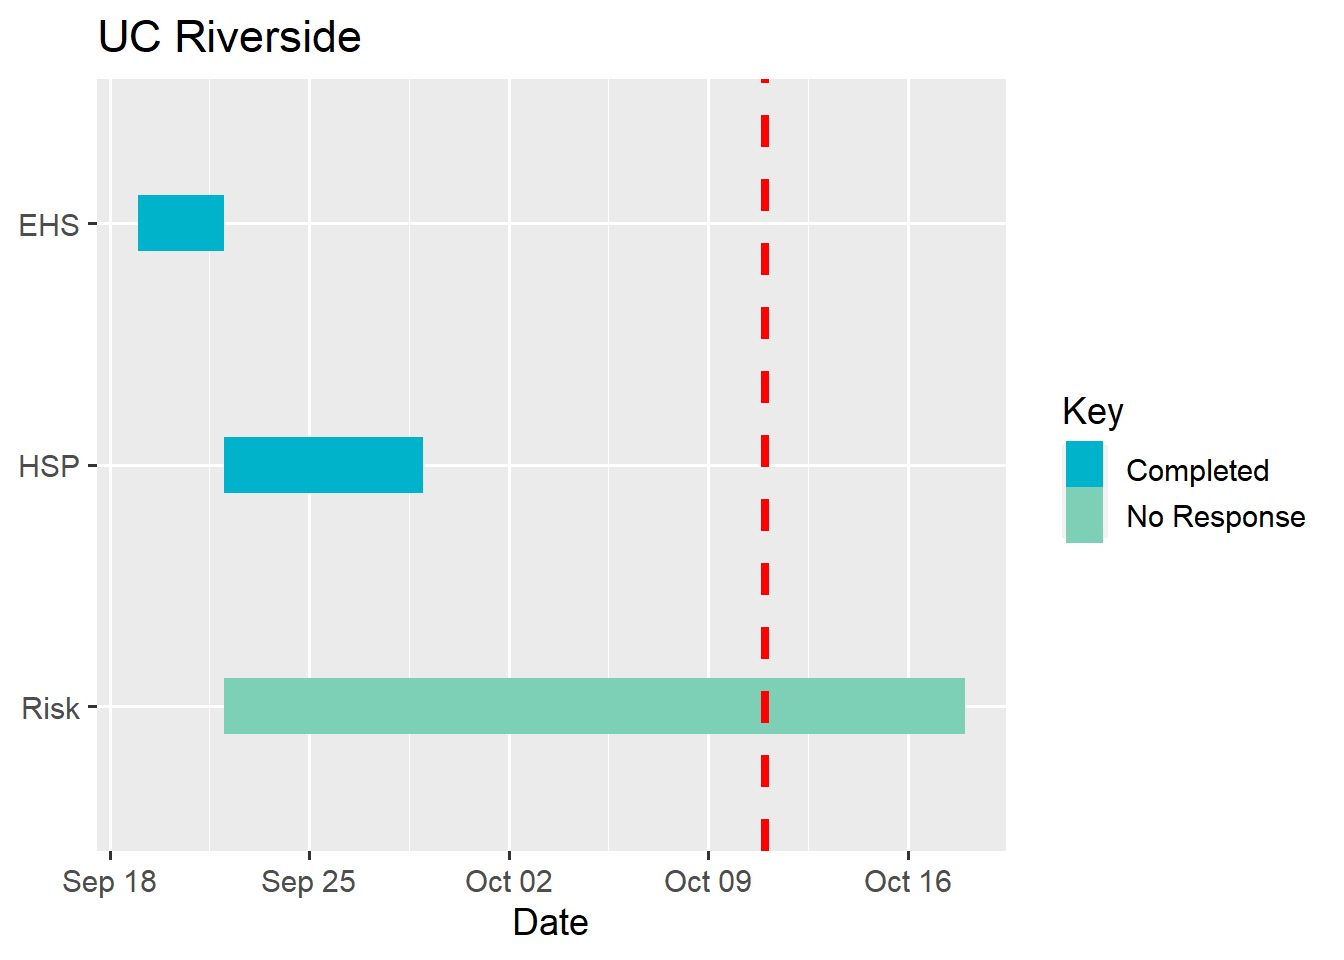 UC Riverside
EHS
HSP
Risk
Sep 18 Sep 25 Oct 02 Oct 09 Oct 16
Date
Key
Completed
No Response